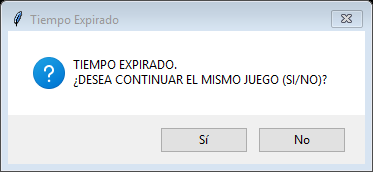 Tiempo Expirado
TIEMPO EXPIRADO.
¿DESEA CONTINUAR EL MISMO JUEGO (SI/NO)?
Sí
No